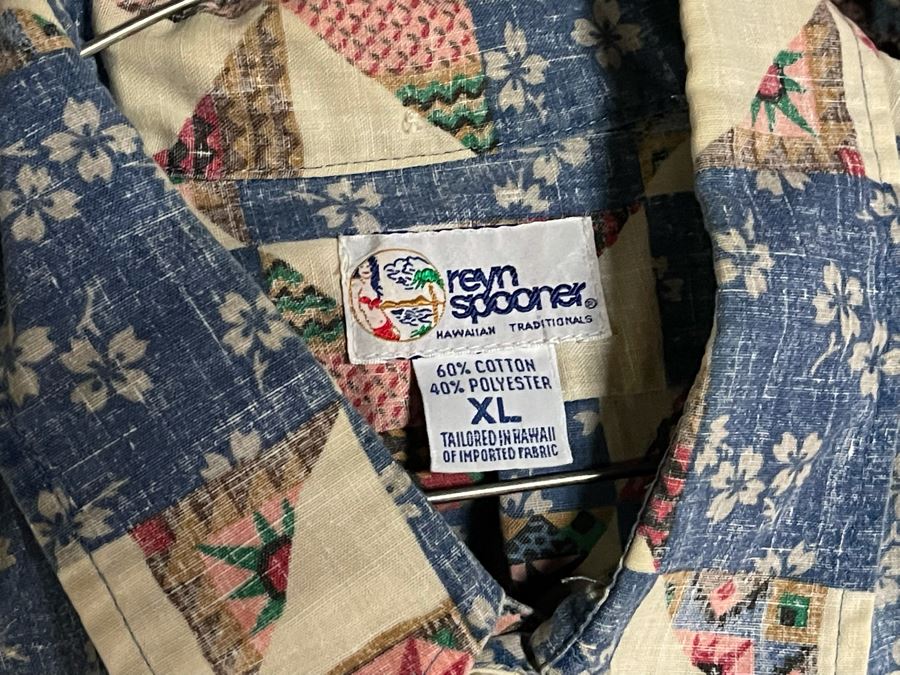 reyn
spooner®
HAWAIIAN TRADITIONALS
60% COTTON
40% POLYESTER
XL
TAILORED IN HAWAII
OF IMPORTED FABRIC